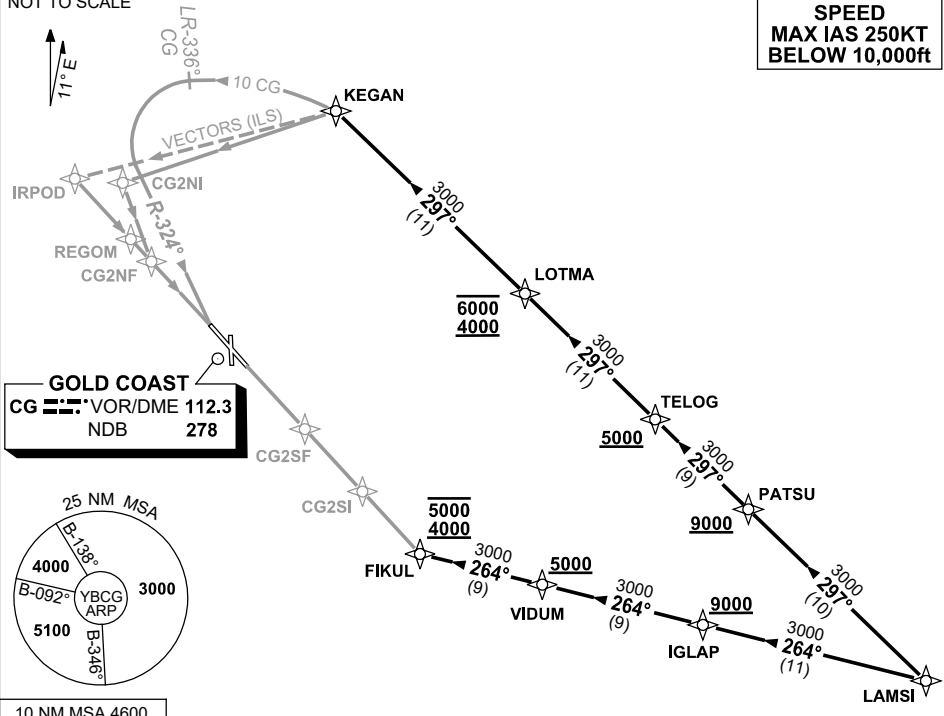 NOT TO SCALE
11° E
LR-336°
CG
10 CG
KEGAN
SPEED
MAX IAS 250KT
BELOW 10,000ft
VECTORS (ILS)
IRPOD
CG2NI
R-324°
REGOM
CG2NF
3000
297°
(11)
LOTMA
6000
4000
3000
297°
(11)
TELOG
5000
3000
297°
(9)
PATSU
9000
3000
297°
(10)
LAMSI
GOLD COAST
CG VOR/DME 112.3
NDB 278
CG2SF
CG2SI
5000
4000
FIKUL
3000
264°
(9)
5000
VIDUM
3000
264°
(9)
9000
IGLAP
3000
264°
(11)
25 NM MSA
B-138°
4000
B-092°
YBCG
ARP
3000
5100
B-346°
10 NM MSA 4600